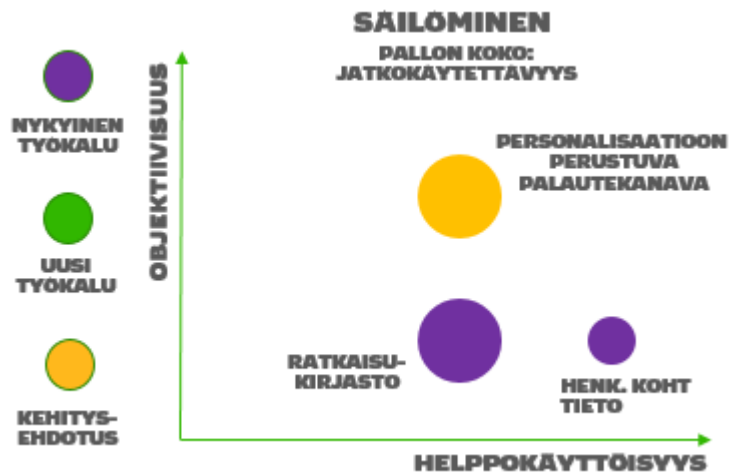 SÄILÖMINEN
PALLON KOKO:
JATKOKÄYTETTÄVYYS
NYKYINEN
TYÖKALU
UUSI
TYÖKALU
KEHITYS-
EHDOTUS
OBJEKTIIVISUUS
PERSONALISAATIOON
PERUSTUVA
PALAUTEKANAVA
RATKAISU-
KIRJASTO
HENK. KOHT
TIETO
HELPPOKÄYTTÖISYYS